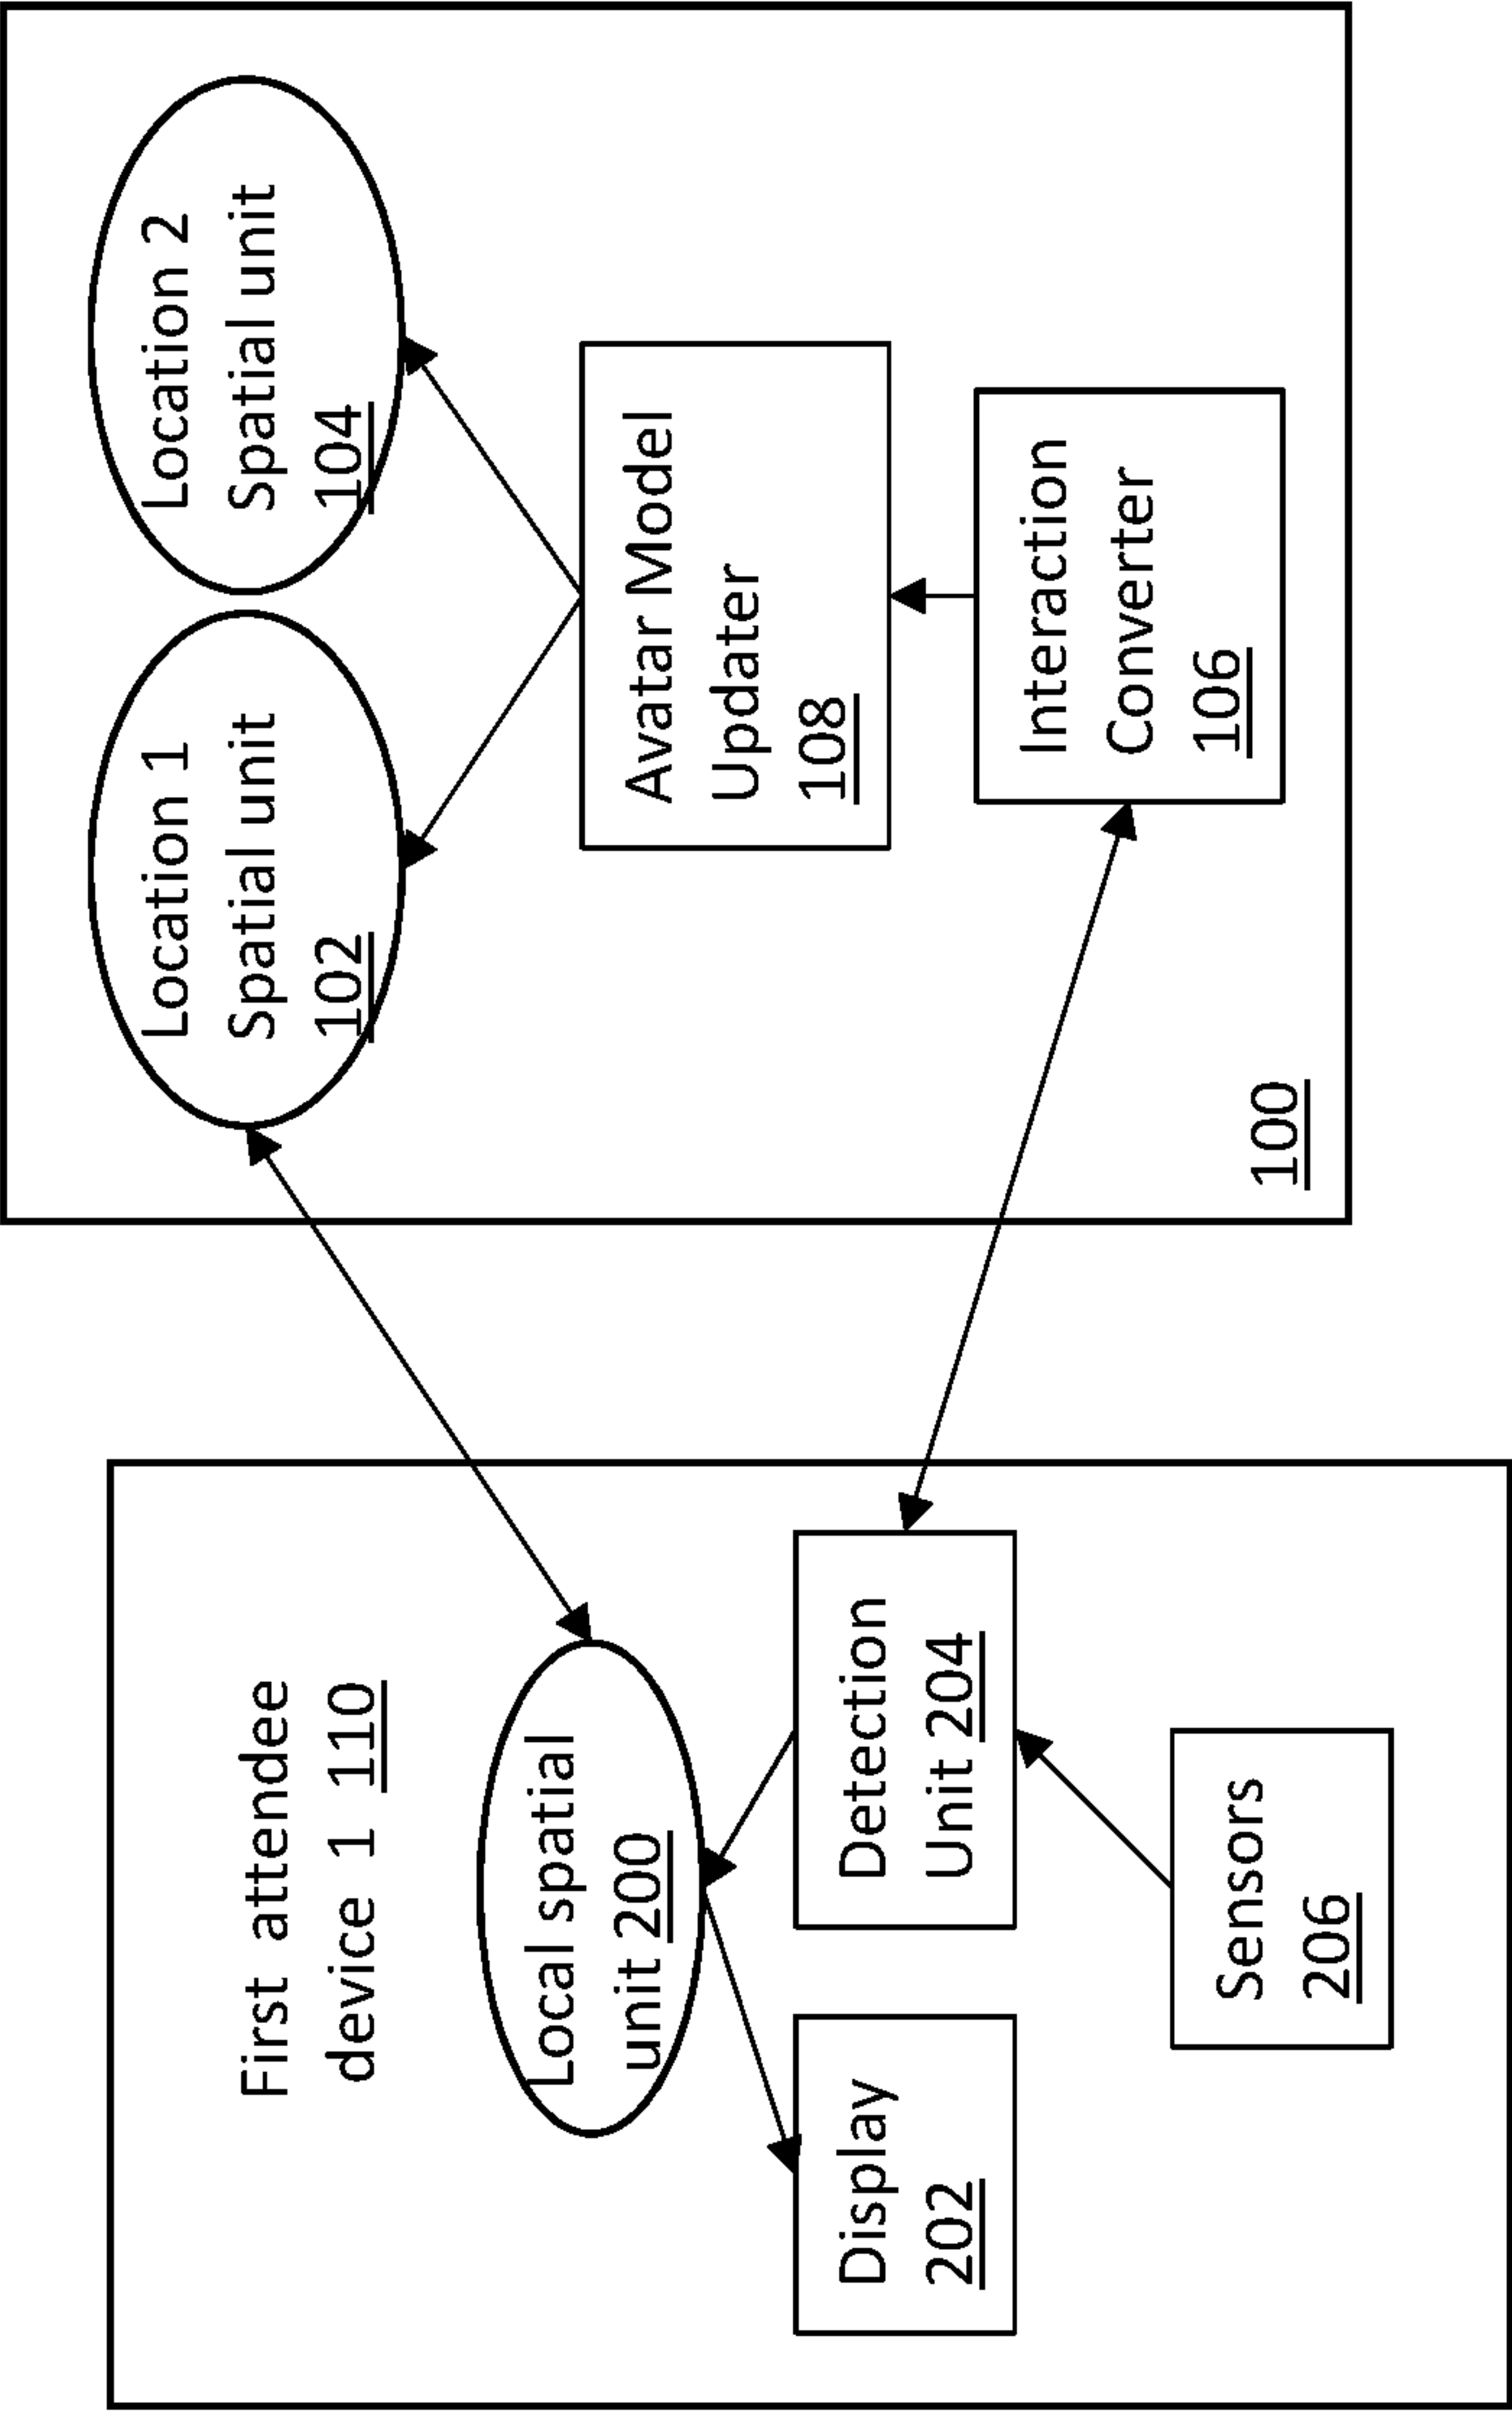 First attendee
device 1 110
Local spatial
unit 200
Display
202
Detection
Unit 204
Sensors
206
Location 1
Spatial unit
102
Location 2
Spatial unit
104
Avatar Model
Updater
108
Interaction
Converter
106
100